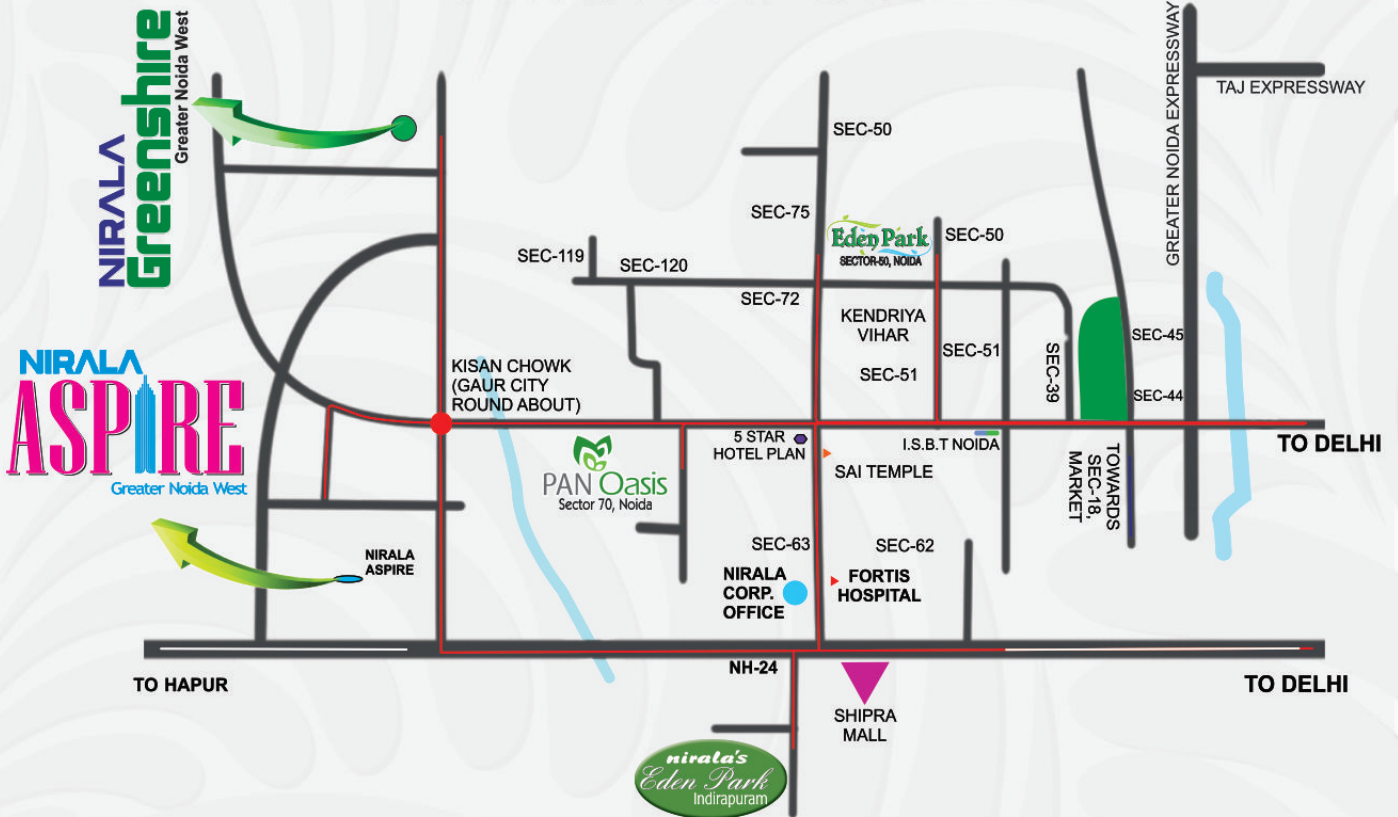 NIRALA
Greenshire
Greater Noida West
NIRALA
ASPIRE
Greater Noida West
NIRALA
ASPIRE
KISAN CHOWK
(GAUR CITY
ROUND ABOUT)
SEC-119
SEC-120
SEC-50
SEC-75
SEC-72
Eden Park
SECTOR-50, NOIDA
SEC-50
KENDRIYA
VIHAR
SEC-51
SEC-51
SEC-39
SEC-45
SEC-44
GREATER NOIDA EXPRESSWAY
TAJ EXPRESSWAY
TO DELHI
PAN Oasis
Sector 70, Noida
5 STAR
HOTEL PLAN
SAI TEMPLE
I.S.B.T NOIDA
TOWARDS
SEC-18,
MARKET
SEC-63
SEC-62
NIRALA
CORP.
OFFICE
FORTIS
HOSPITAL
TO HAPUR
NH-24
TO DELHI
SHIPRA
MALL
nirala's
Eden Park
Indirapuram